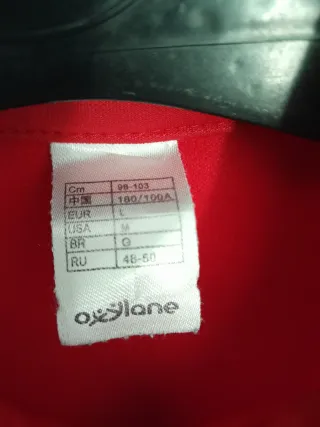 Cm 98-103
中国 180/100A
EUR L
USA M
BR G
RU 48-50
oxylane